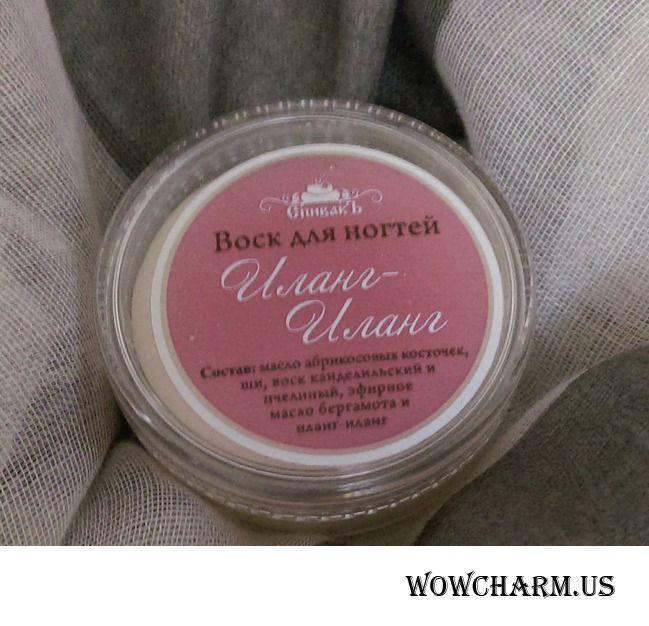 СпивакЪ
Воск для ногтей
Иланг-
Иланг
Состав: масло абрикосовых косточек,
ши, воск канделильский и
пчелиный, эфирное
масло бергамота и
иланг-иланг
WOWCHARM.US